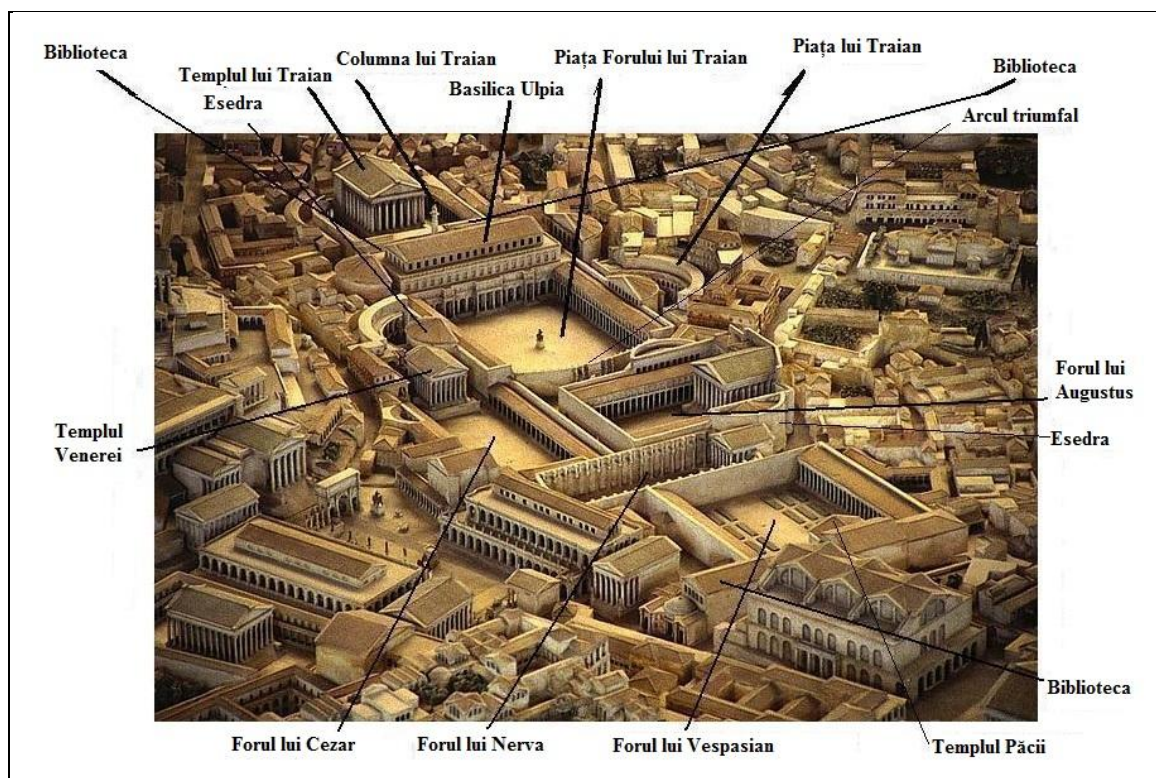 Biblioteca
Templul lui Traian
Esedra
Columna lui Traian
Basilica Ulpia
Piața Forului lui Traian
Piața lui Traian
Biblioteca
Arcul triumfal
Forul lui
Augustus
Esedra
Templul
Venerei
Biblioteca
Forul lui Cezar
Forul lui Nerva
Forul lui Vespasian
Templul Păcii